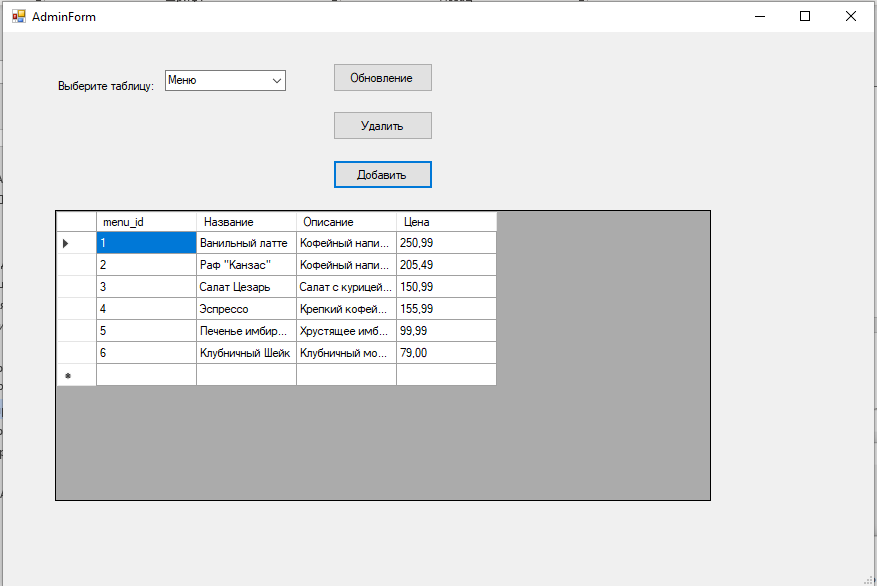 AdminForm
Выберите таблицу: Меню
Обновление
Удалить
Добавить
menu_id Название Описание Цена
1 Ванильный латте Кофейный напи... 250,99
2 Раф "Канзас" Кофейный напи... 205,49
3 Салат Цезарь Салат с курицей... 150,99
4 Эспрессо Крепкий кофей... 155,99
5 Печенье имбир... Хрустящее имб... 99,99
6 Клубничный Шейк Клубничный мо... 79,00